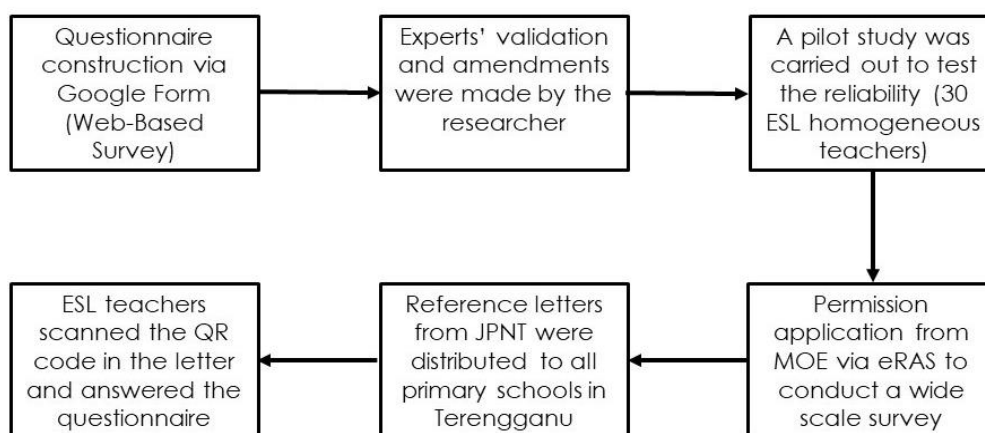 Questionnaire
construction via
Google Form
(Web-Based
Survey)
Experts’ validation
and amendments
were made by the
researcher
A pilot study was
carried out to test
the reliability (30
ESL homogeneous
teachers)
Permission
application from
MOE via eRAS to
conduct a wide
scale survey
Reference letters
from JPNT were
distributed to all
primary schools in
Terengganu
ESL teachers
scanned the QR
code in the letter
and answered the
questionnaire